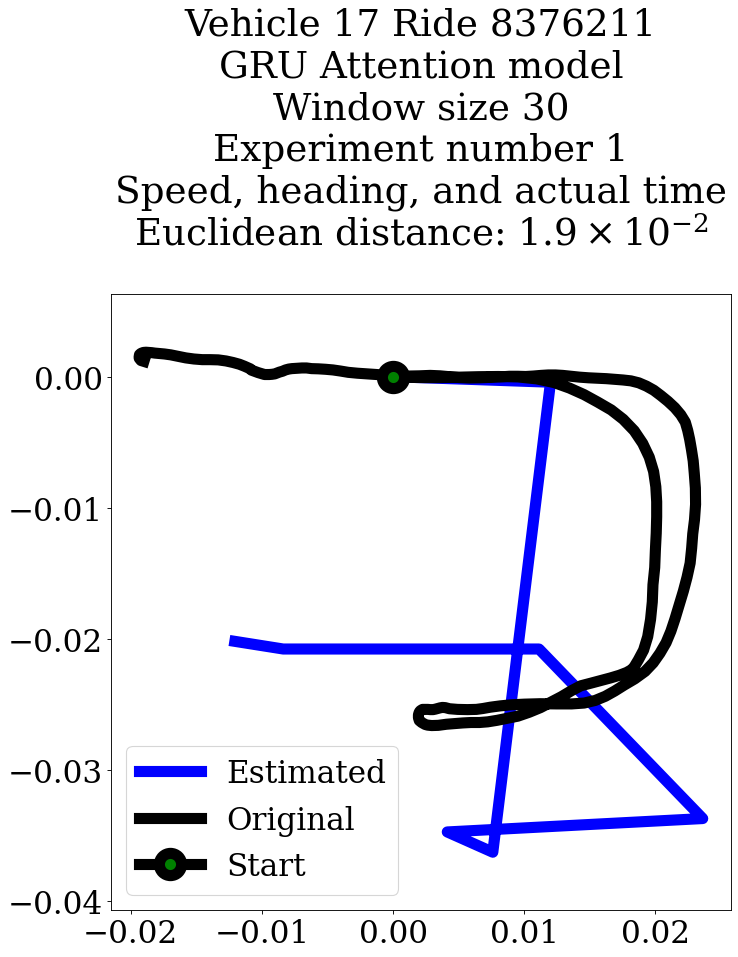 Vehicle 17 Ride 8376211
GRU Attention model
Window size 30
Experiment number 1
Speed, heading, and actual time
Euclidean distance: 1.9 × 10⁻²
0.00
−0.01
−0.02
−0.03
−0.04
Estimated
Original
Start
−0.02 −0.01 0.00 0.01 0.02